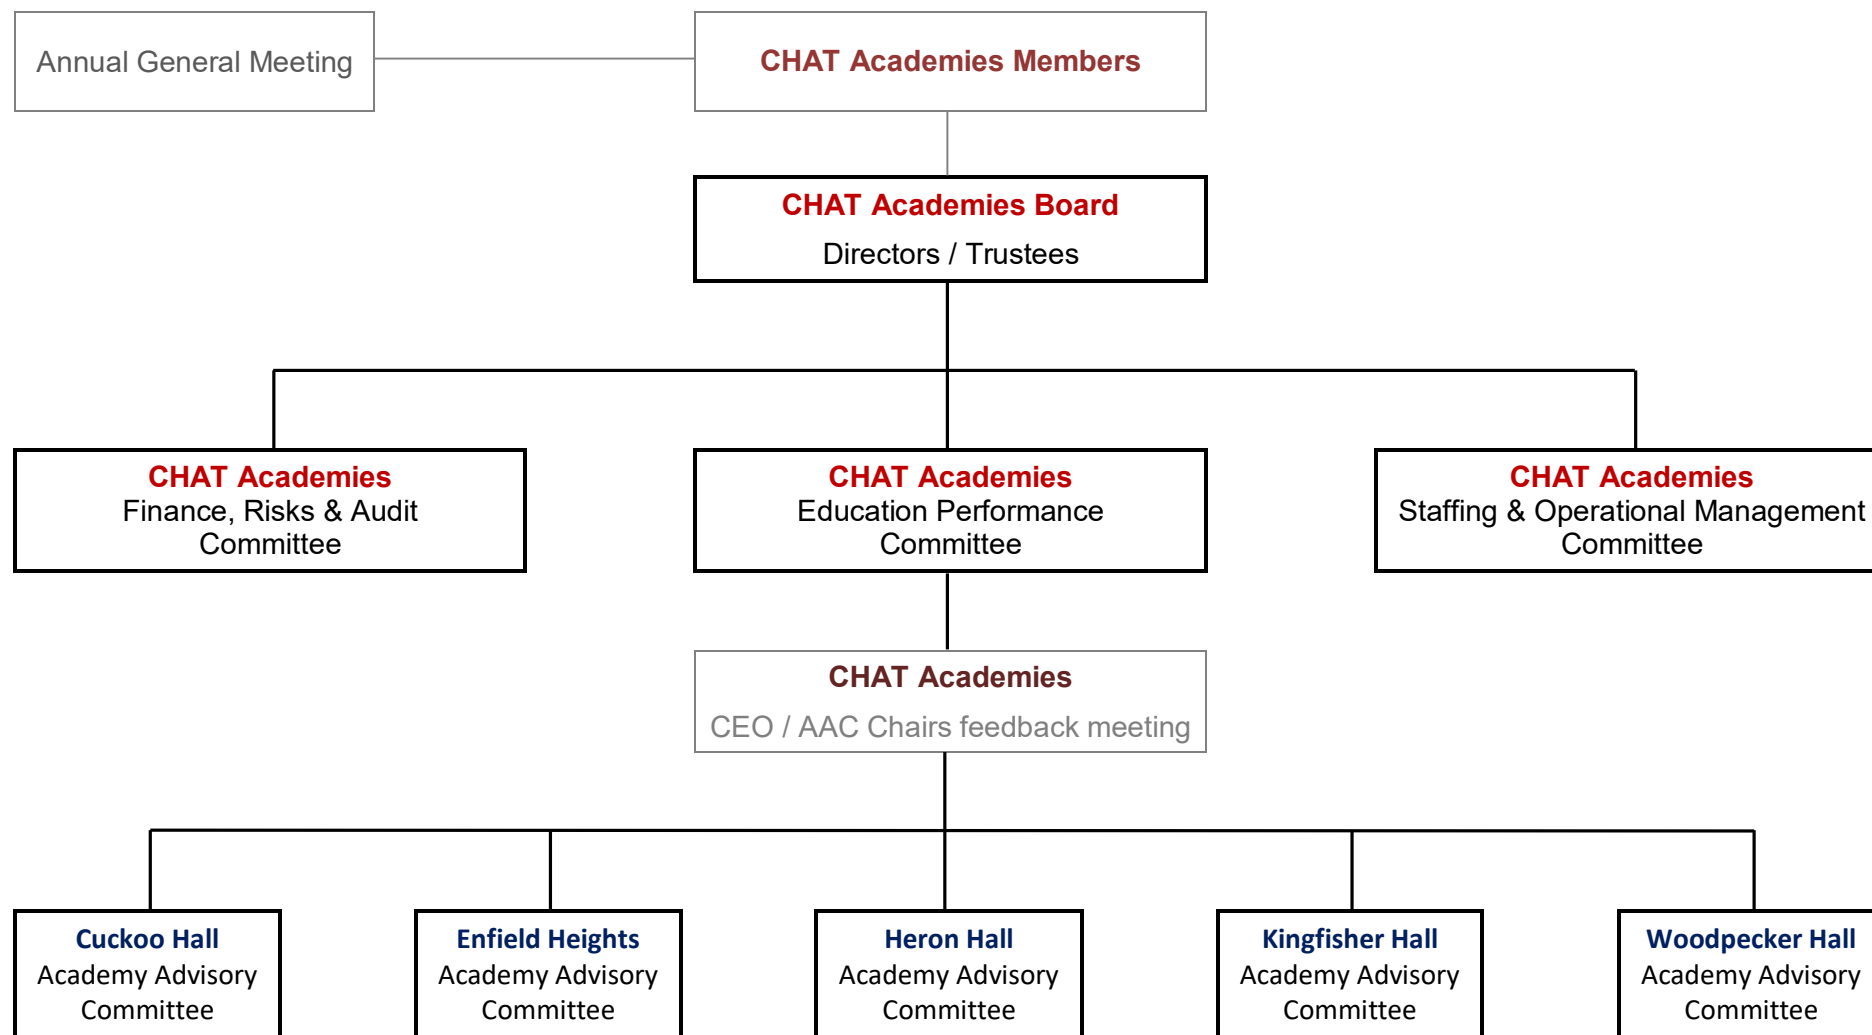 Annual General Meeting
CHAT Academies Members
CHAT Academies Board
Directors / Trustees
CHAT Academies
Finance, Risks & Audit
Committee
CHAT Academies
Education Performance
Committee
CHAT Academies
Staffing & Operational Management
Committee
CHAT Academies
CEO / AAC Chairs feedback meeting
Cuckoo Hall
Academy Advisory
Committee
Enfield Heights
Academy Advisory
Committee
Heron Hall
Academy Advisory
Committee
Kingfisher Hall
Academy Advisory
Committee
Woodpecker Hall
Academy Advisory
Committee